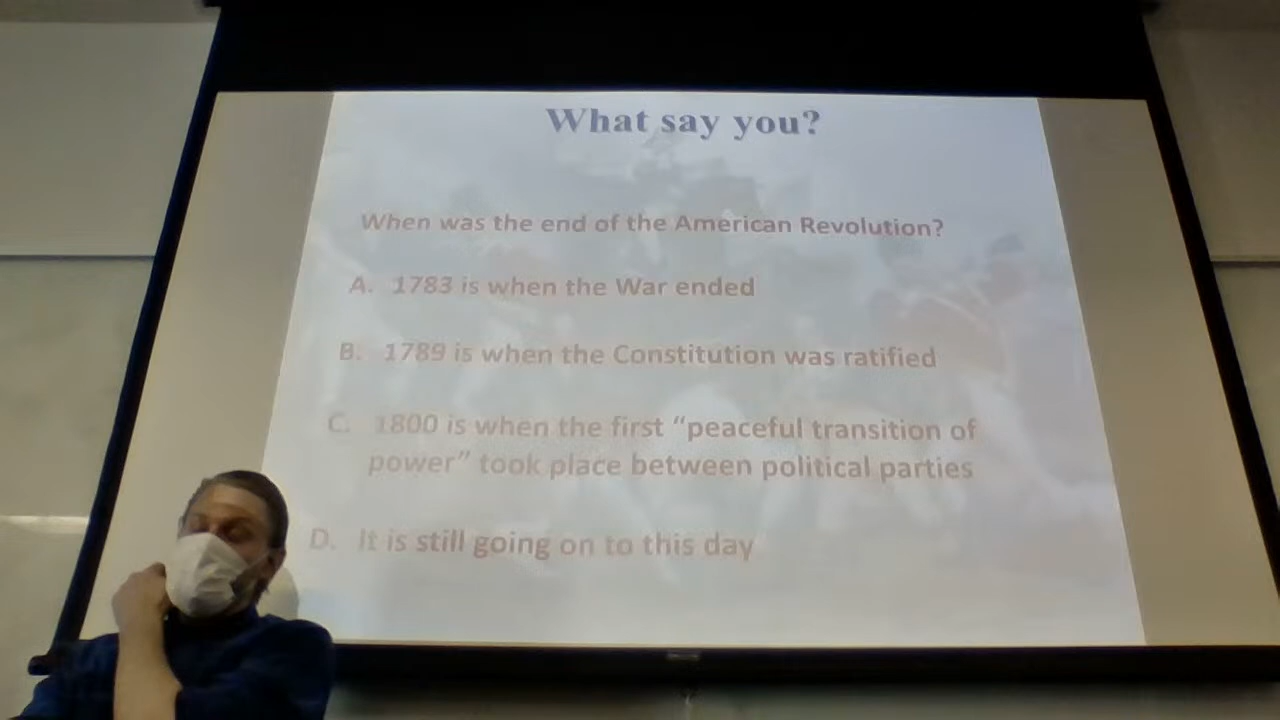 What say you?
When was the end of the American Revolution?
A. 1783 is when the War ended
B. 1789 is when the Constitution was ratified
C. 1800 is when the first “peaceful transition of
power” took place between political parties
D. It is still going on to this day